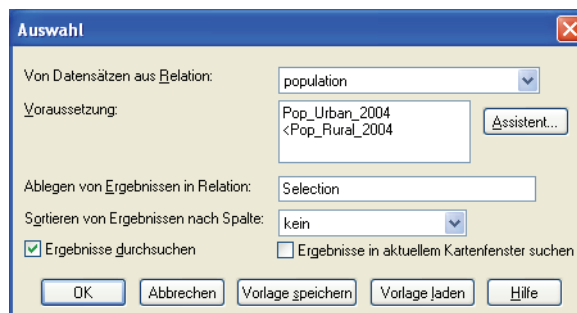 Auswahl
Von Datensätzen aus Relation: population
Voraussetzung: Pop_Urban_2004
<Pop_Rural_2004
Assistent...
Ablegen von Ergebnissen in Relation: Selection
Sortieren von Ergebnissen nach Spalte: kein
Ergebnisse durchsuchen Ergebnisse in aktuellem Kartenfenster suchen
OK Abbrechen Vorlage speichern Vorlage laden Hilfe